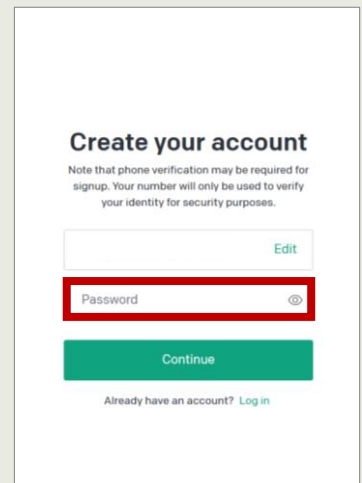 Create your account
Note that phone verification may be required for
signup. Your number will only be used to verify
your identity for security purposes.
Edit
Password
Continue
Already have an account? Log in